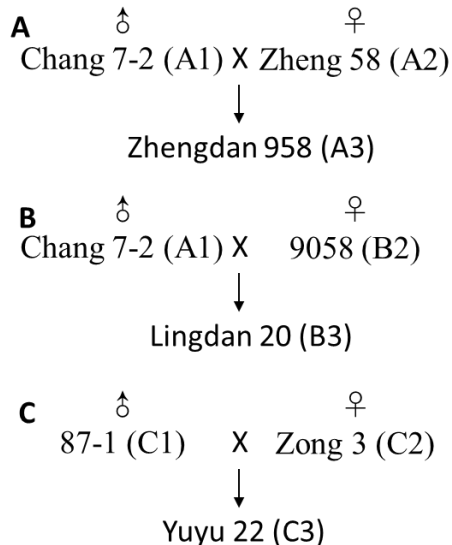 A ♂ ♀
Chang 7-2 (A1) X Zheng 58 (A2)
Zhengdan 958 (A3)
B ♂ ♀
Chang 7-2 (A1) X 9058 (B2)
Lingdan 20 (B3)
C ♂ ♀
87-1 (C1) X Zong 3 (C2)
Yuyu 22 (C3)